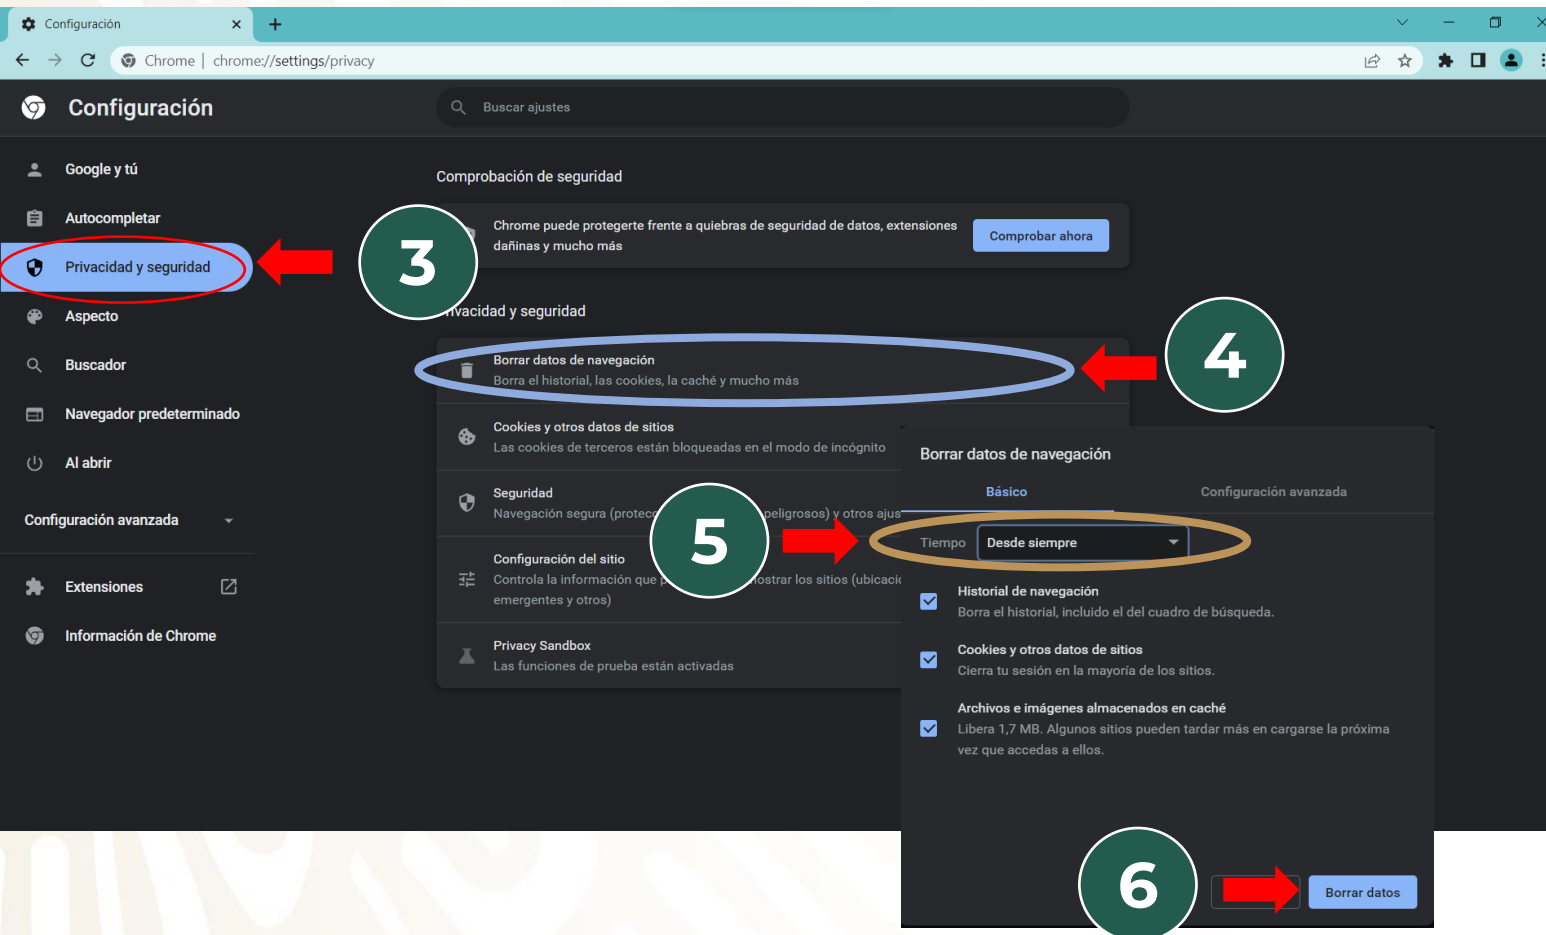 Configuración
Chrome | chrome://settings/privacy
Configuración
Buscar ajustes
Google y tú
Autocompletar
Privacidad y seguridad
Aspecto
Buscador
Navegador predeterminado
Al abrir
Configuración avanzada
Extensiones
Información de Chrome
Comprobación de seguridad
Chrome puede protegerte frente a quiebras de seguridad de datos, extensiones
dañinas y mucho más
Comprobar ahora
3
rivacidad y seguridad
Borrar datos de navegación
Borra el historial, las cookies, la caché y mucho más
4
Cookies y otros datos de sitios
Las cookies de terceros están bloqueadas en el modo de incógnito
Seguridad
Navegación segura (protec peligrosos) y otros ajus
5
Configuración del sitio
Controla la información que p ostrar los sitios (ubicació
emergentes y otros)
Privacy Sandbox
Las funciones de prueba están activadas
Borrar datos de navegación
Básico
Configuración avanzada
Tiempo Desde siempre
Historial de navegación
Borra el historial, incluido el del cuadro de búsqueda.
Cookies y otros datos de sitios
Cierra tu sesión en la mayoría de los sitios.
Archivos e imágenes almacenados en caché
Libera 1,7 MB. Algunos sitios pueden tardar más en cargarse la próxima
vez que accedas a ellos.
6
Borrar datos